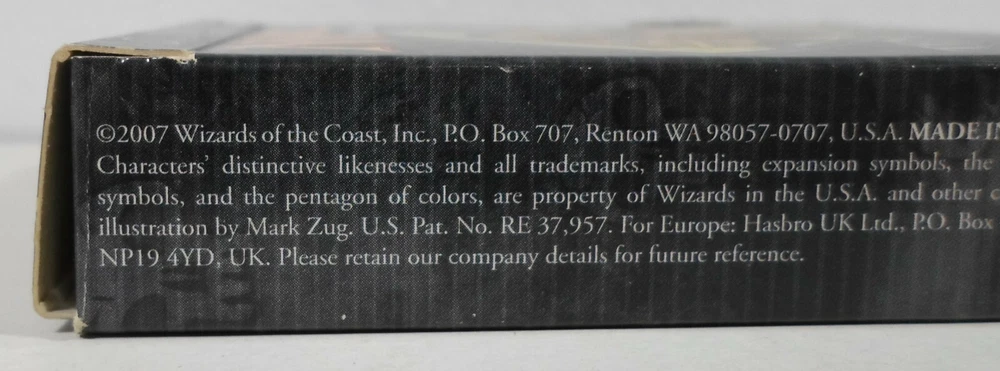 ©2007 Wizards of the Coast, Inc., P.O. Box 707, Renton WA 98057-0707, U.S.A. MADE
Characters' distinctive likenesses and all trademarks, including expansion symbols, the
symbols, and the pentagon of colors, are property of Wizards in the U.S.A. and other
illustration by Mark Zug. U.S. Pat. No. RE 37,957. For Europe: Hasbro UK Ltd., P.O. Box
NP19 4YD, UK. Please retain our company details for future reference.